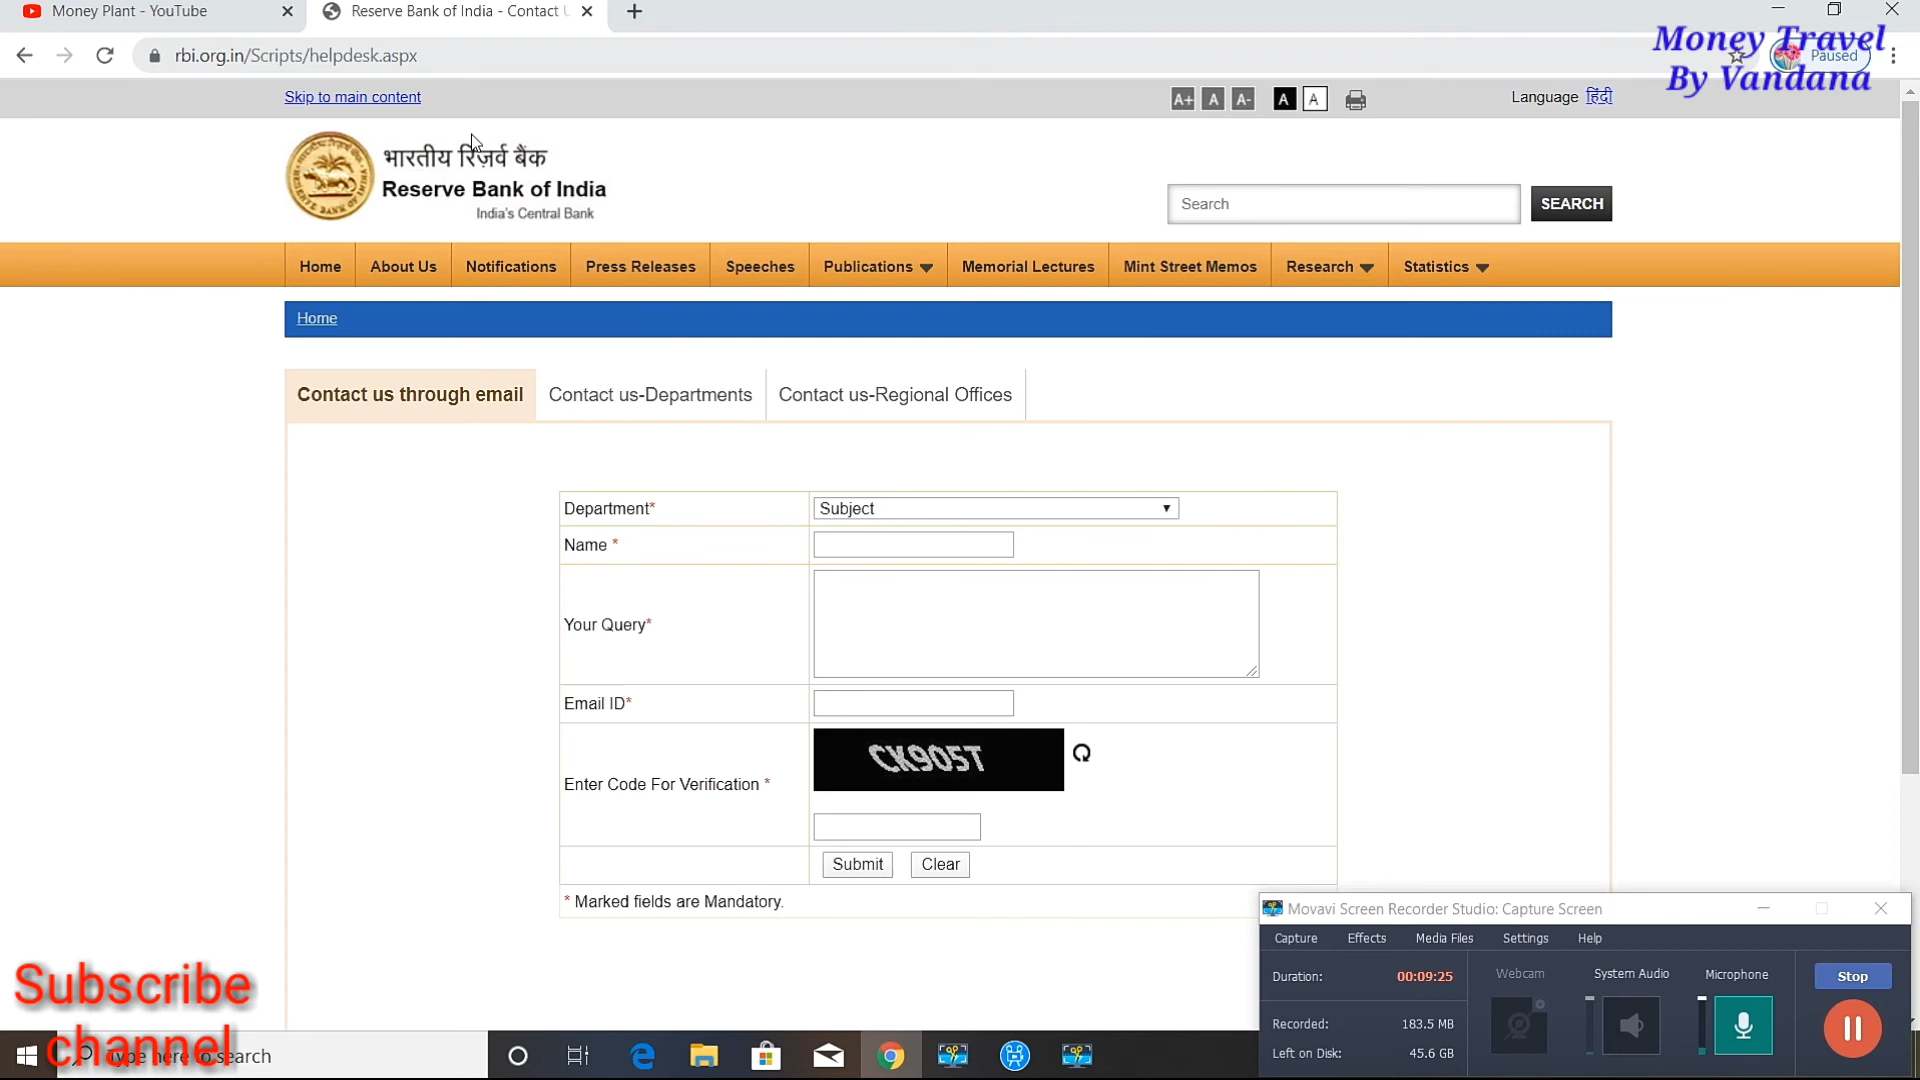 Money Plant - YouTube
Reserve Bank of India - Contact U
rbi.org.in/Scripts/helpdesk.aspx
Paused
Money Travel
By Vandana
Skip to main content
A+ A A- A A
Language हिंदी
भारतीय रिज़र्व बैंक
Reserve Bank of India
India's Central Bank
Search
SEARCH
Home About Us Notifications Press Releases Speeches Publications Memorial Lectures Mint Street Memos Research Statistics
Home
Contact us through email Contact us-Departments Contact us-Regional Offices
Department* Subject
Name *
Your Query*
Email ID*
CK905T
Enter Code For Verification *
Submit Clear
* Marked fields are Mandatory.
Movavi Screen Recorder Studio: Capture Screen
Capture Effects Media Files Settings Help
Duration: 00:09:25
Recorded: 183.5 MB
Left on Disk: 45.6 GB
Webcam System Audio Microphone
Stop
Subscribe
channel
Type here to search